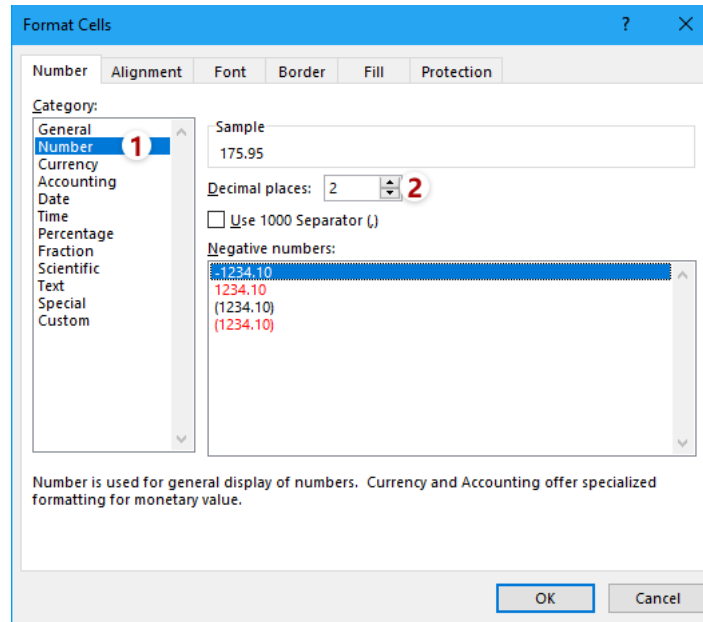 Format Cells ? ×
Number Alignment Font Border Fill Protection
Category:
General
Number 1
Currency
Accounting
Date
Time
Percentage
Fraction
Scientific
Text
Special
Custom
Sample
175.95
Decimal places: 2 2
Use 1000 Separator (,)
Negative numbers:
-1234.10
1234.10
(1234.10)
(1234.10)
Number is used for general display of numbers. Currency and Accounting offer specialized
formatting for monetary value.
OK Cancel